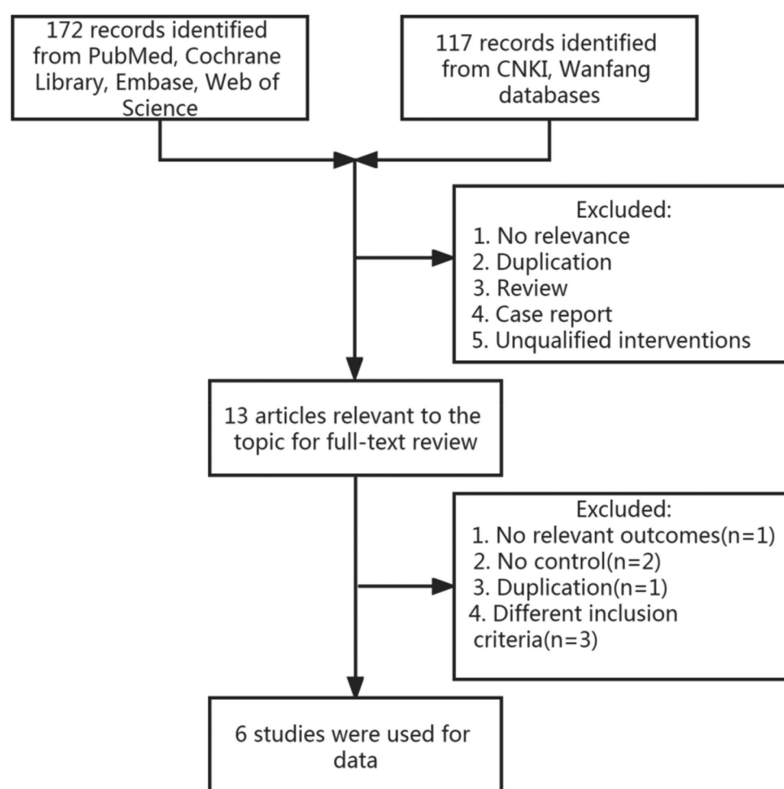 172 records identified
from PubMed, Cochrane
Library, Embase, Web of
Science
117 records identified
from CNKI, Wanfang
databases
Excluded:
1. No relevance
2. Duplication
3. Review
4. Case report
5. Unqualified interventions
13 articles relevant to the
topic for full-text review
Excluded:
1. No relevant outcomes(n=1)
2. No control(n=2)
3. Duplication(n=1)
4. Different inclusion
criteria(n=3)
6 studies were used for
data